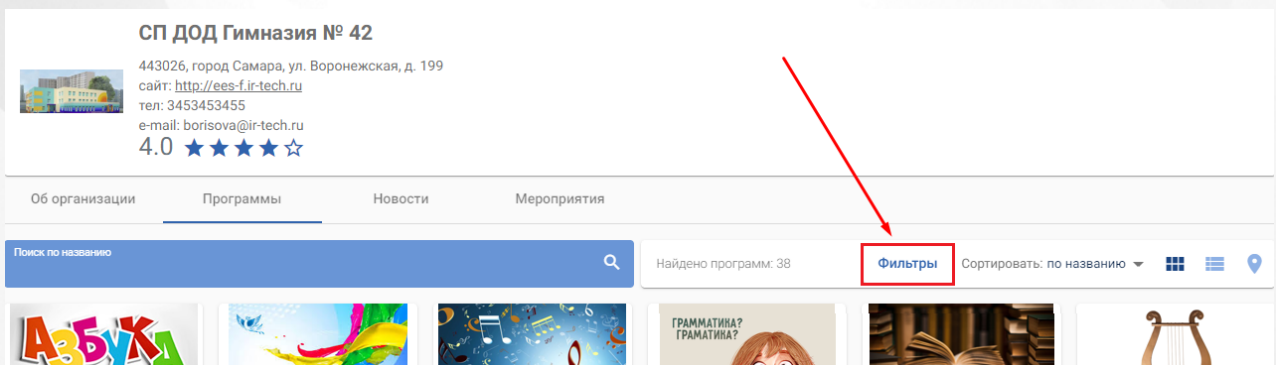 СП ДОД Гимназия № 42
443026, город Самара, ул. Воронежская, д. 199
сайт: http://ees-f.ir-tech.ru
тел: 3453453455
e-mail: borisova@ir-tech.ru
4.0
Об организации Программы Новости Мероприятия
Поиск по названию
Найдено программ: 38 Фильтры Сортировать: по названию
АЗБУКА
ГРАММАТИКА?
ГРАМАТИКА?